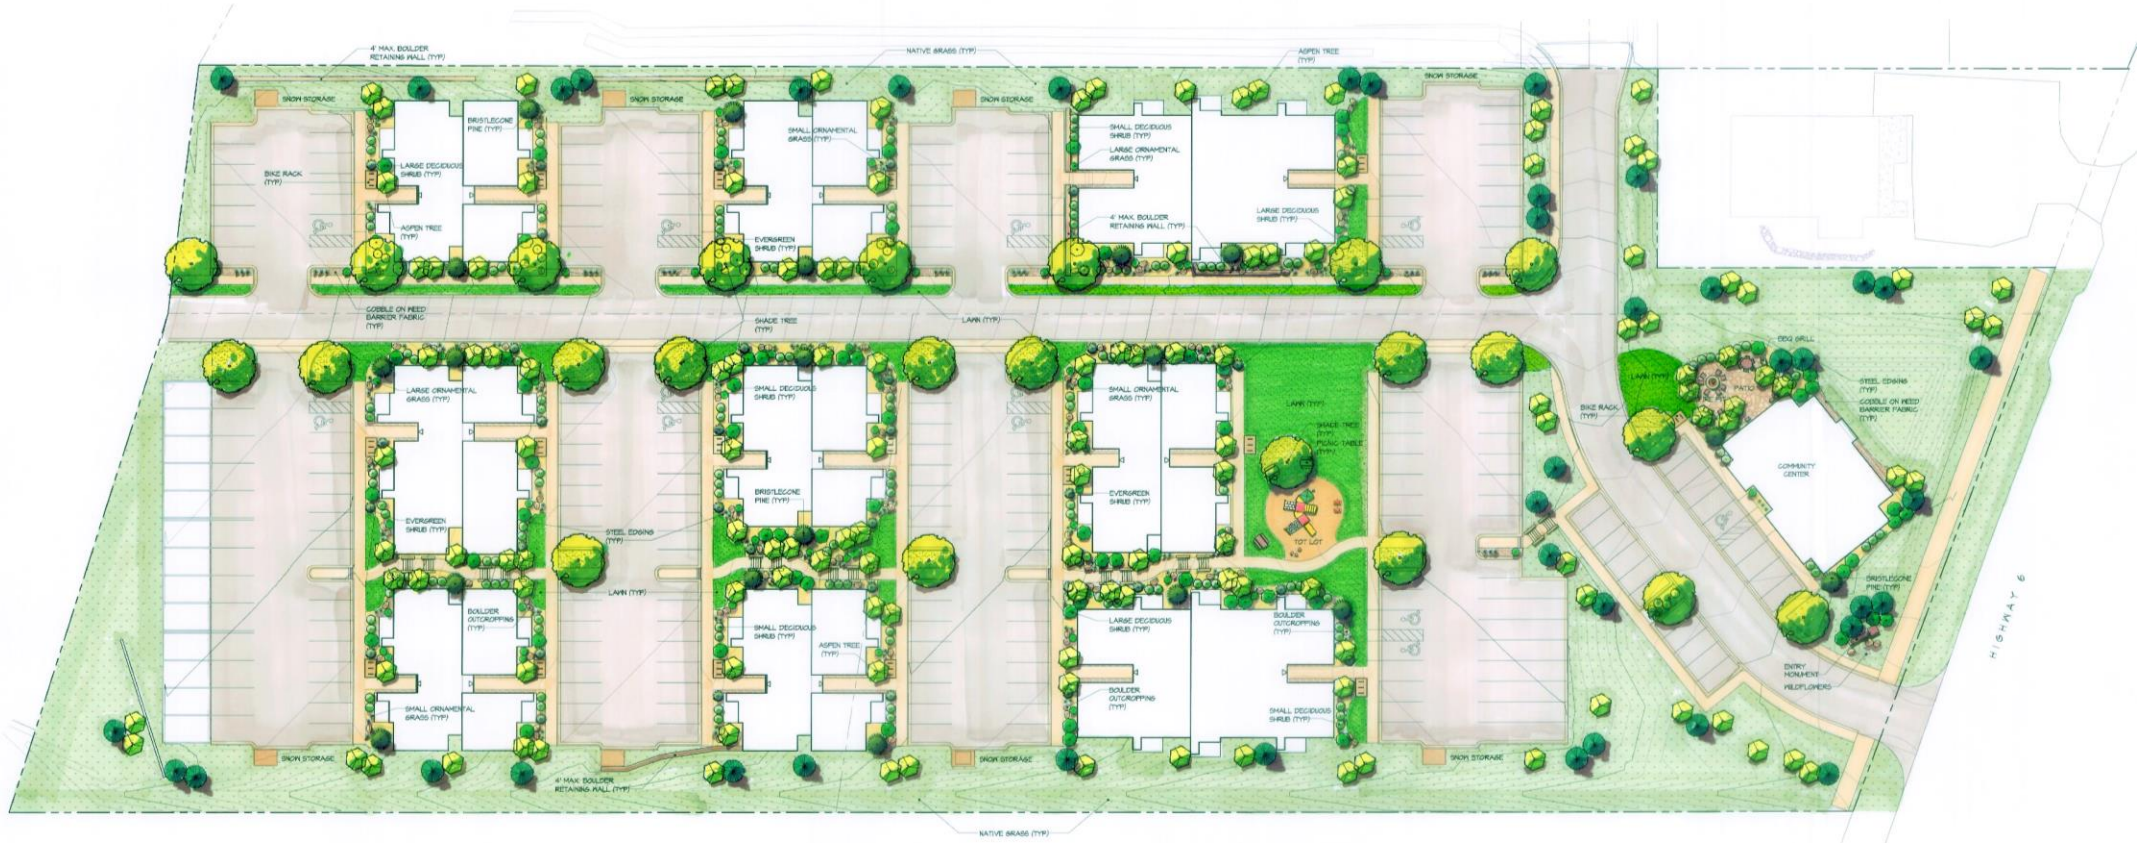 4' MAX. BOULDER
RETAINING WALL (TYP)
NATIVE GRASS (TYP)
ASPEN TREE
(TYP)
SNOW STORAGE
SNOW STORAGE
SNOW STORAGE
SNOW STORAGE
BRISTLECONE
PINE (TYP)
SMALL ORNAMENTAL
GRASS (TYP)
SMALL DECIDUOUS
SHRUB (TYP)
LARGE ORNAMENTAL
GRASS (TYP)
BIKE RACK
(TYP)
LARGE DECIDUOUS
SHRUB (TYP)
ASPEN TREE
(TYP)
EVERGREEN
SHRUB (TYP)
4' MAX. BOULDER
RETAINING WALL (TYP)
LARGE DECIDUOUS
SHRUB (TYP)
COBBLE ON WEED
BARRIER FABRIC
(TYP)
SHADE TREE
(TYP)
LAWN (TYP)
BBQ GRILL
LARGE ORNAMENTAL
GRASS (TYP)
SMALL DECIDUOUS
SHRUB (TYP)
SMALL ORNAMENTAL
GRASS (TYP)
LAWN (TYP)
LAWN (TYP)
PATIO
STEEL EDGING
(TYP)
COBBLE ON WEED
BARRIER FABRIC
(TYP)
BIKE RACK
(TYP)
SHADE TREE
(TYP)
PICNIC TABLE
(TYP)
COMMUNITY
CENTER
BRISTLECONE
PINE (TYP)
EVERGREEN
SHRUB (TYP)
EVERGREEN
SHRUB (TYP)
STEEL EDGING
(TYP)
TOT LOT
LAWN (TYP)
BRISTLECONE
PINE (TYP)
BOULDER
OUTCROPPING
(TYP)
SMALL DECIDUOUS
SHRUB (TYP)
LARGE DECIDUOUS
SHRUB (TYP)
BOULDER
OUTCROPPING
(TYP)
HIGHWAY 6
ASPEN TREE
(TYP)
ENTRY
MONUMENT
WILDFLOWERS
BOULDER
OUTCROPPING
(TYP)
SMALL ORNAMENTAL
GRASS (TYP)
SMALL DECIDUOUS
SHRUB (TYP)
SNOW STORAGE
SNOW STORAGE
SNOW STORAGE
4' MAX. BOULDER
RETAINING WALL (TYP)
NATIVE GRASS (TYP)